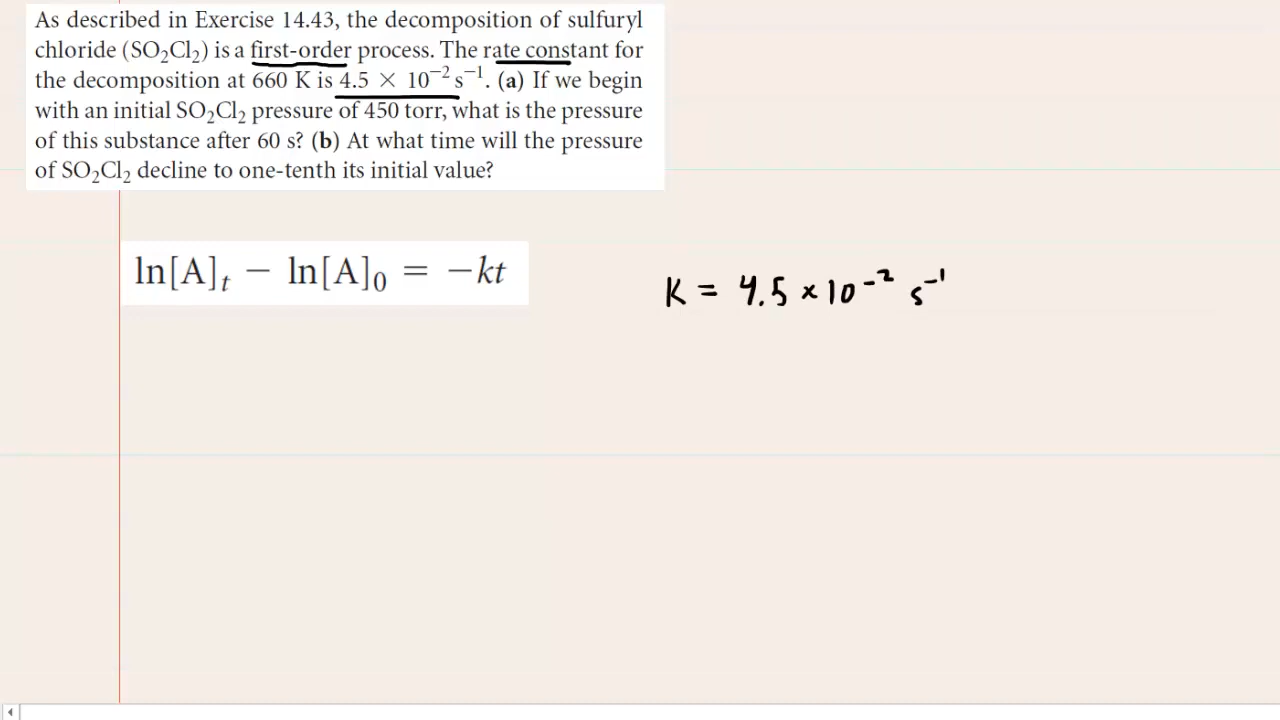 As described in Exercise 14.43, the decomposition of sulfuryl
chloride (SO₂Cl₂) is a first-order process. The rate constant for
the decomposition at 660 K is 4.5 × 10⁻² s⁻¹. (a) If we begin
with an initial SO₂Cl₂ pressure of 450 torr, what is the pressure
of this substance after 60 s? (b) At what time will the pressure
of SO₂Cl₂ decline to one-tenth its initial value?
ln[A]ₜ − ln[A]₀ = −kt
K = 4.5 × 10⁻² s⁻¹